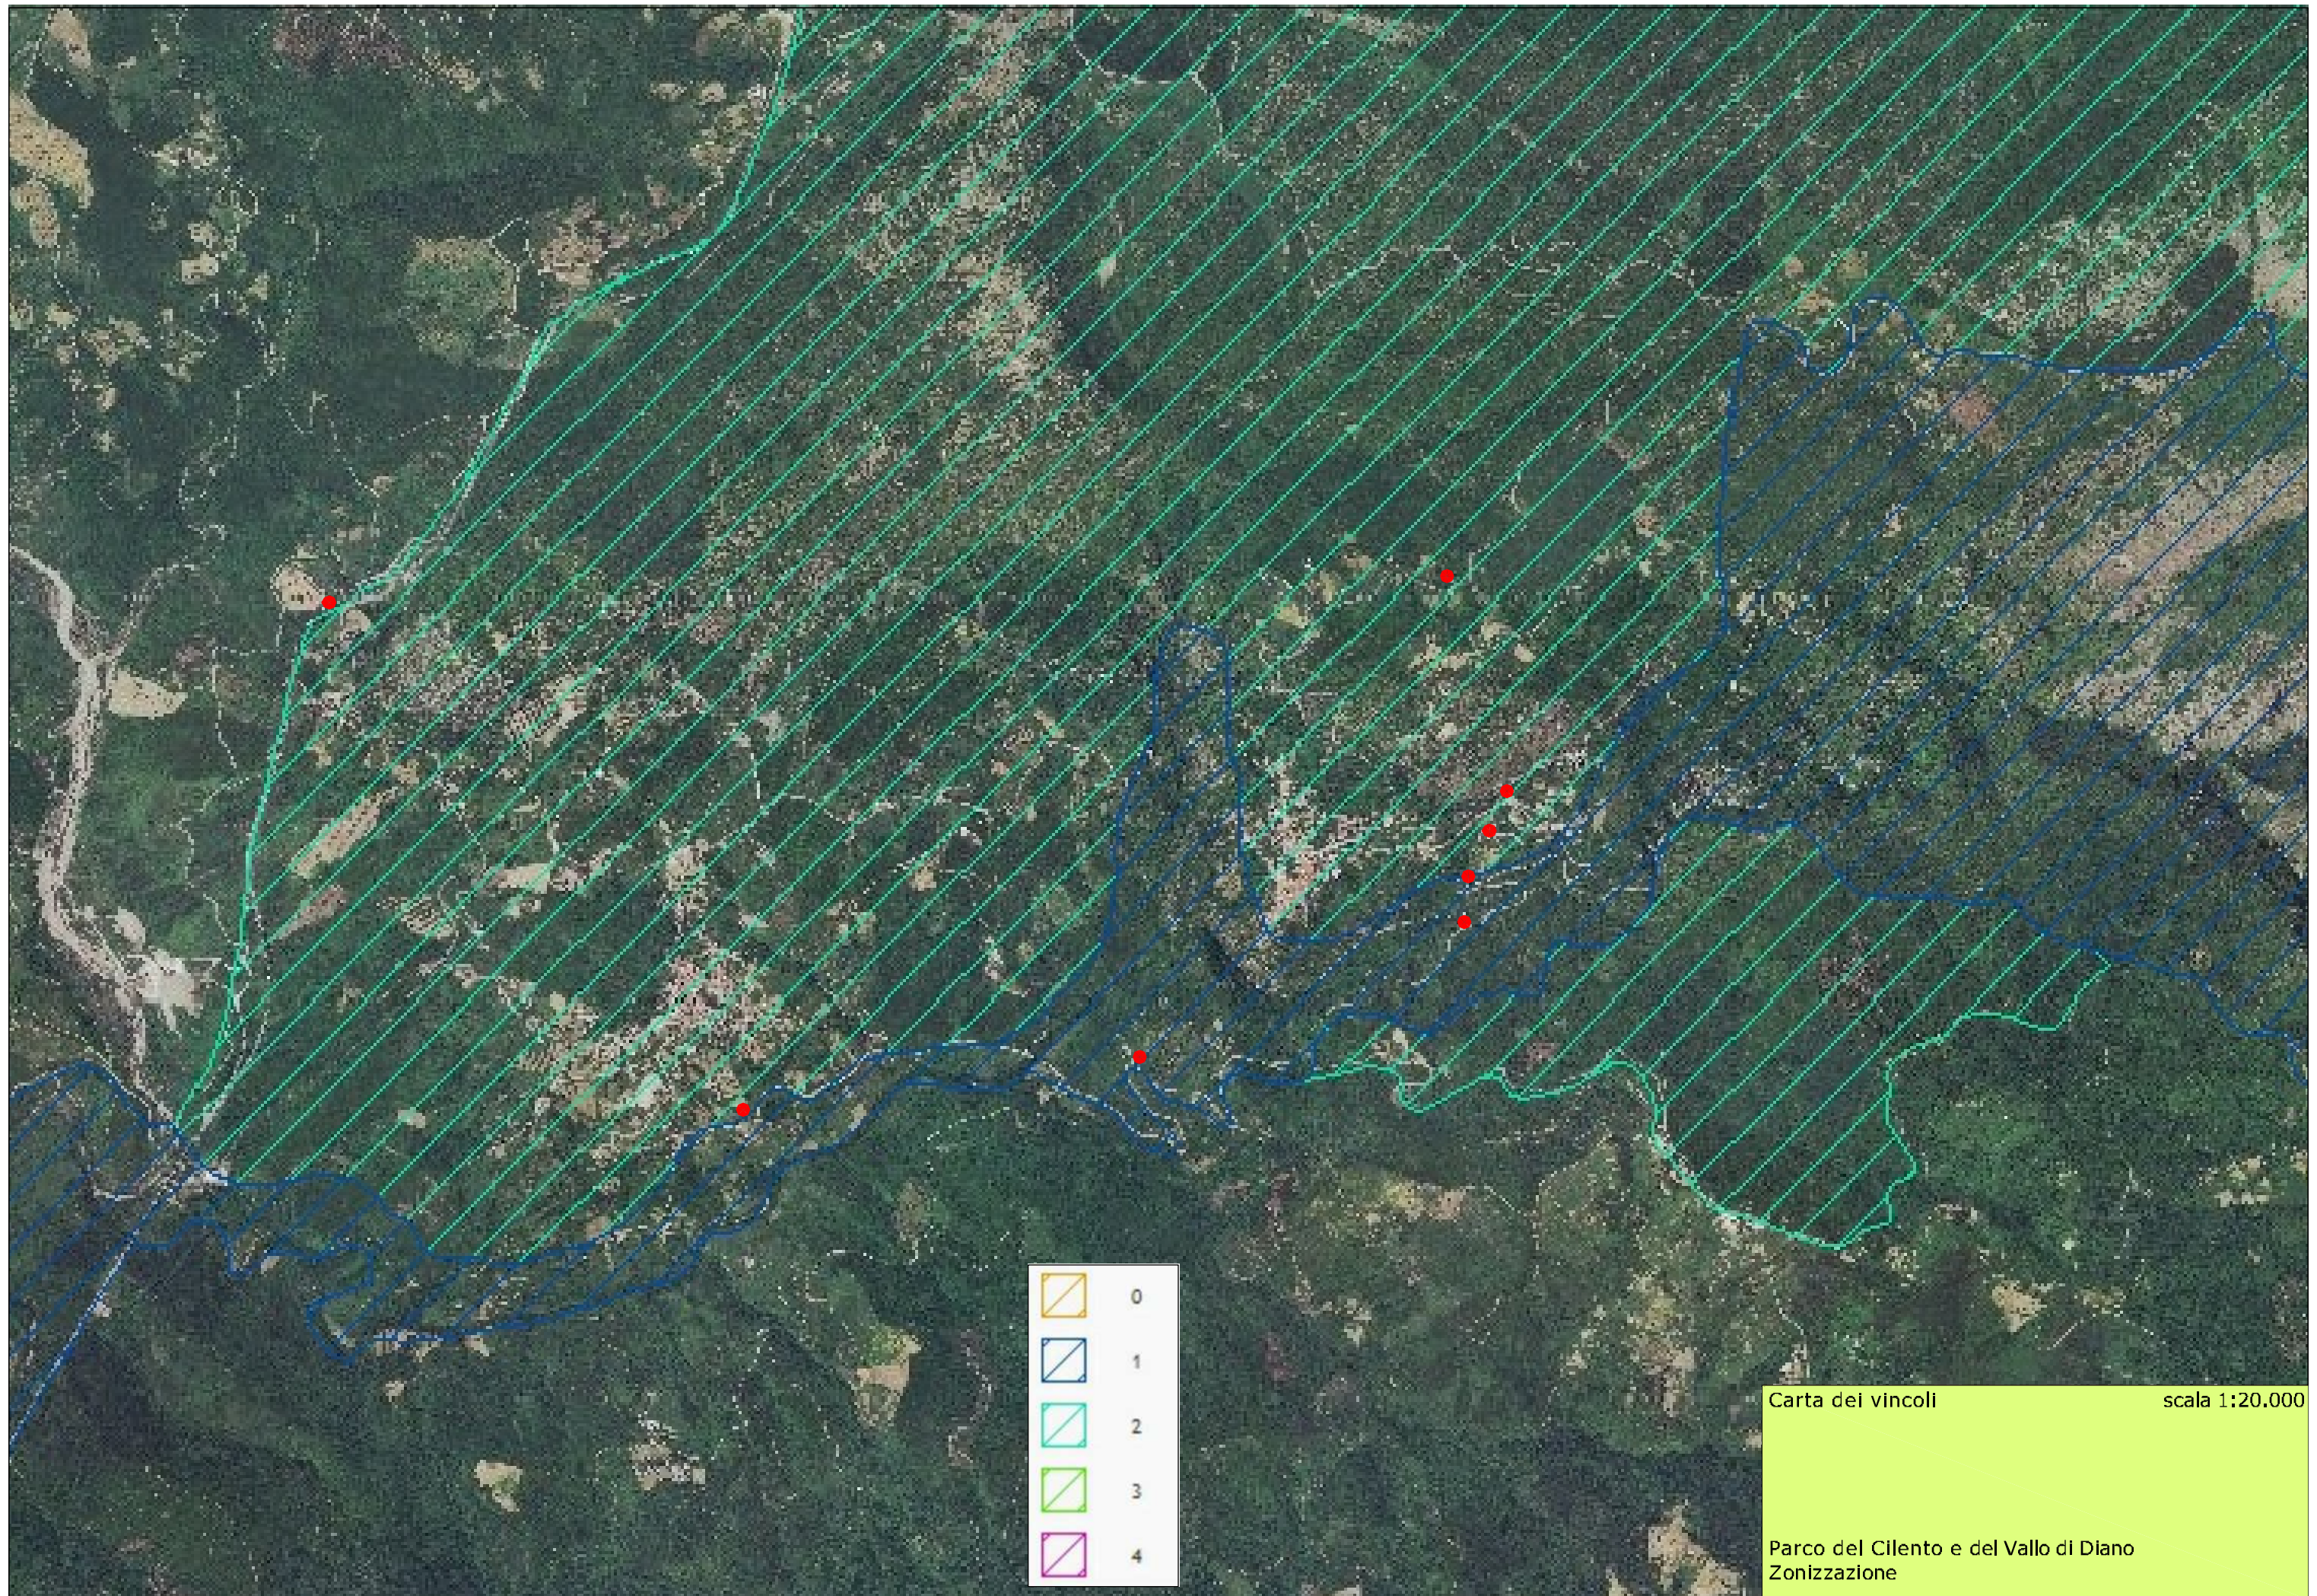 0
1
2
3
4
Carta dei vincoli scala 1:20.000
Parco del Cilento e del Vallo di Diano
Zonizzazione